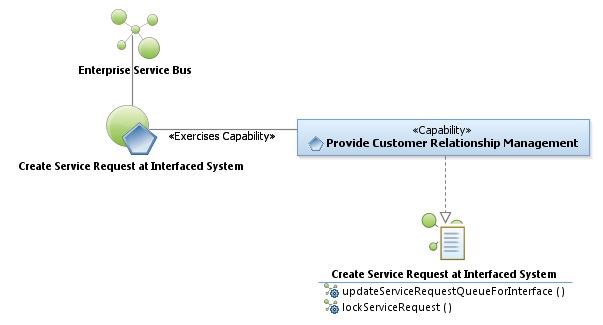 Enterprise Service Bus
«Exercises Capability»
Create Service Request at Interfaced System
«Capability»
Provide Customer Relationship Management
Create Service Request at Interfaced System
updateServiceRequestQueueForInterface ( )
lockServiceRequest ( )